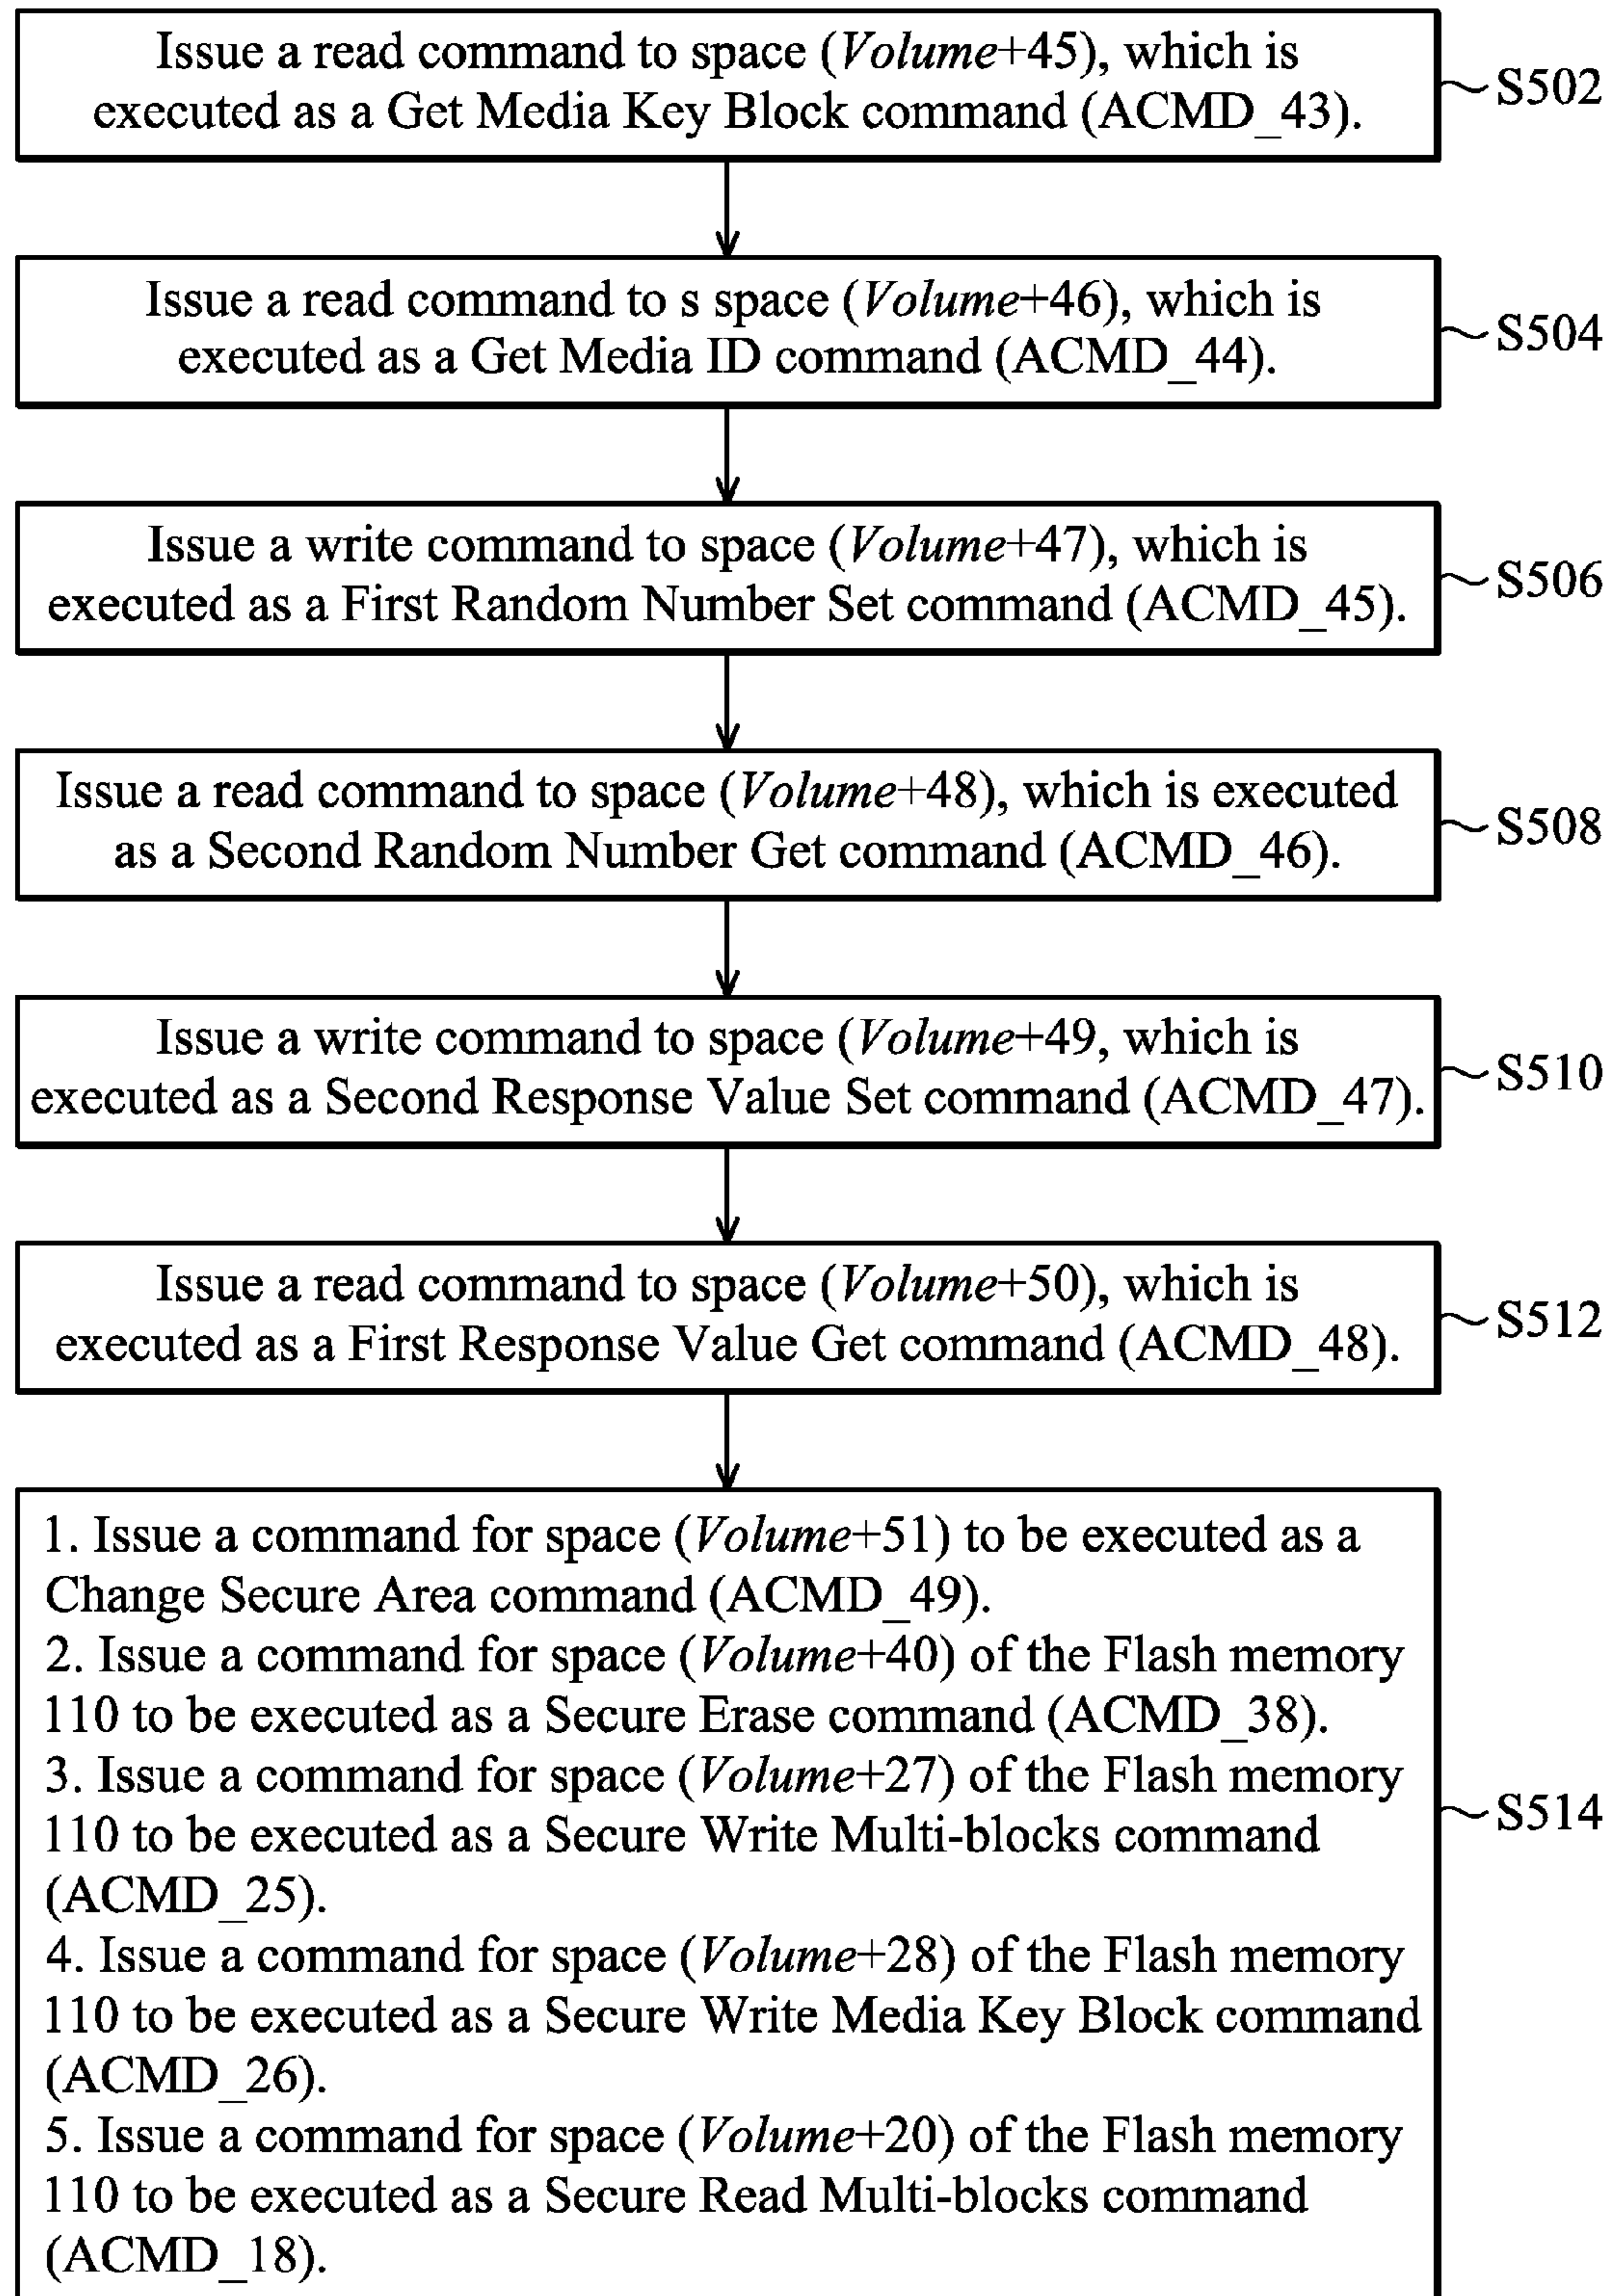 Issue a read command to space (Volume+45), which is
executed as a Get Media Key Block command (ACMD_43).
S502
Issue a read command to s space (Volume+46), which is
executed as a Get Media ID command (ACMD_44).
S504
Issue a write command to space (Volume+47), which is
executed as a First Random Number Set command (ACMD_45).
S506
Issue a read command to space (Volume+48), which is executed
as a Second Random Number Get command (ACMD_46).
S508
Issue a write command to space (Volume+49, which is
executed as a Second Response Value Set command (ACMD_47).
S510
Issue a read command to space (Volume+50), which is
executed as a First Response Value Get command (ACMD_48).
S512
1. Issue a command for space (Volume+51) to be executed as a
Change Secure Area command (ACMD_49).
2. Issue a command for space (Volume+40) of the Flash memory
110 to be executed as a Secure Erase command (ACMD_38).
3. Issue a command for space (Volume+27) of the Flash memory
110 to be executed as a Secure Write Multi-blocks command
(ACMD_25).
4. Issue a command for space (Volume+28) of the Flash memory
110 to be executed as a Secure Write Media Key Block command
(ACMD_26).
5. Issue a command for space (Volume+20) of the Flash memory
110 to be executed as a Secure Read Multi-blocks command
(ACMD_18).
S514